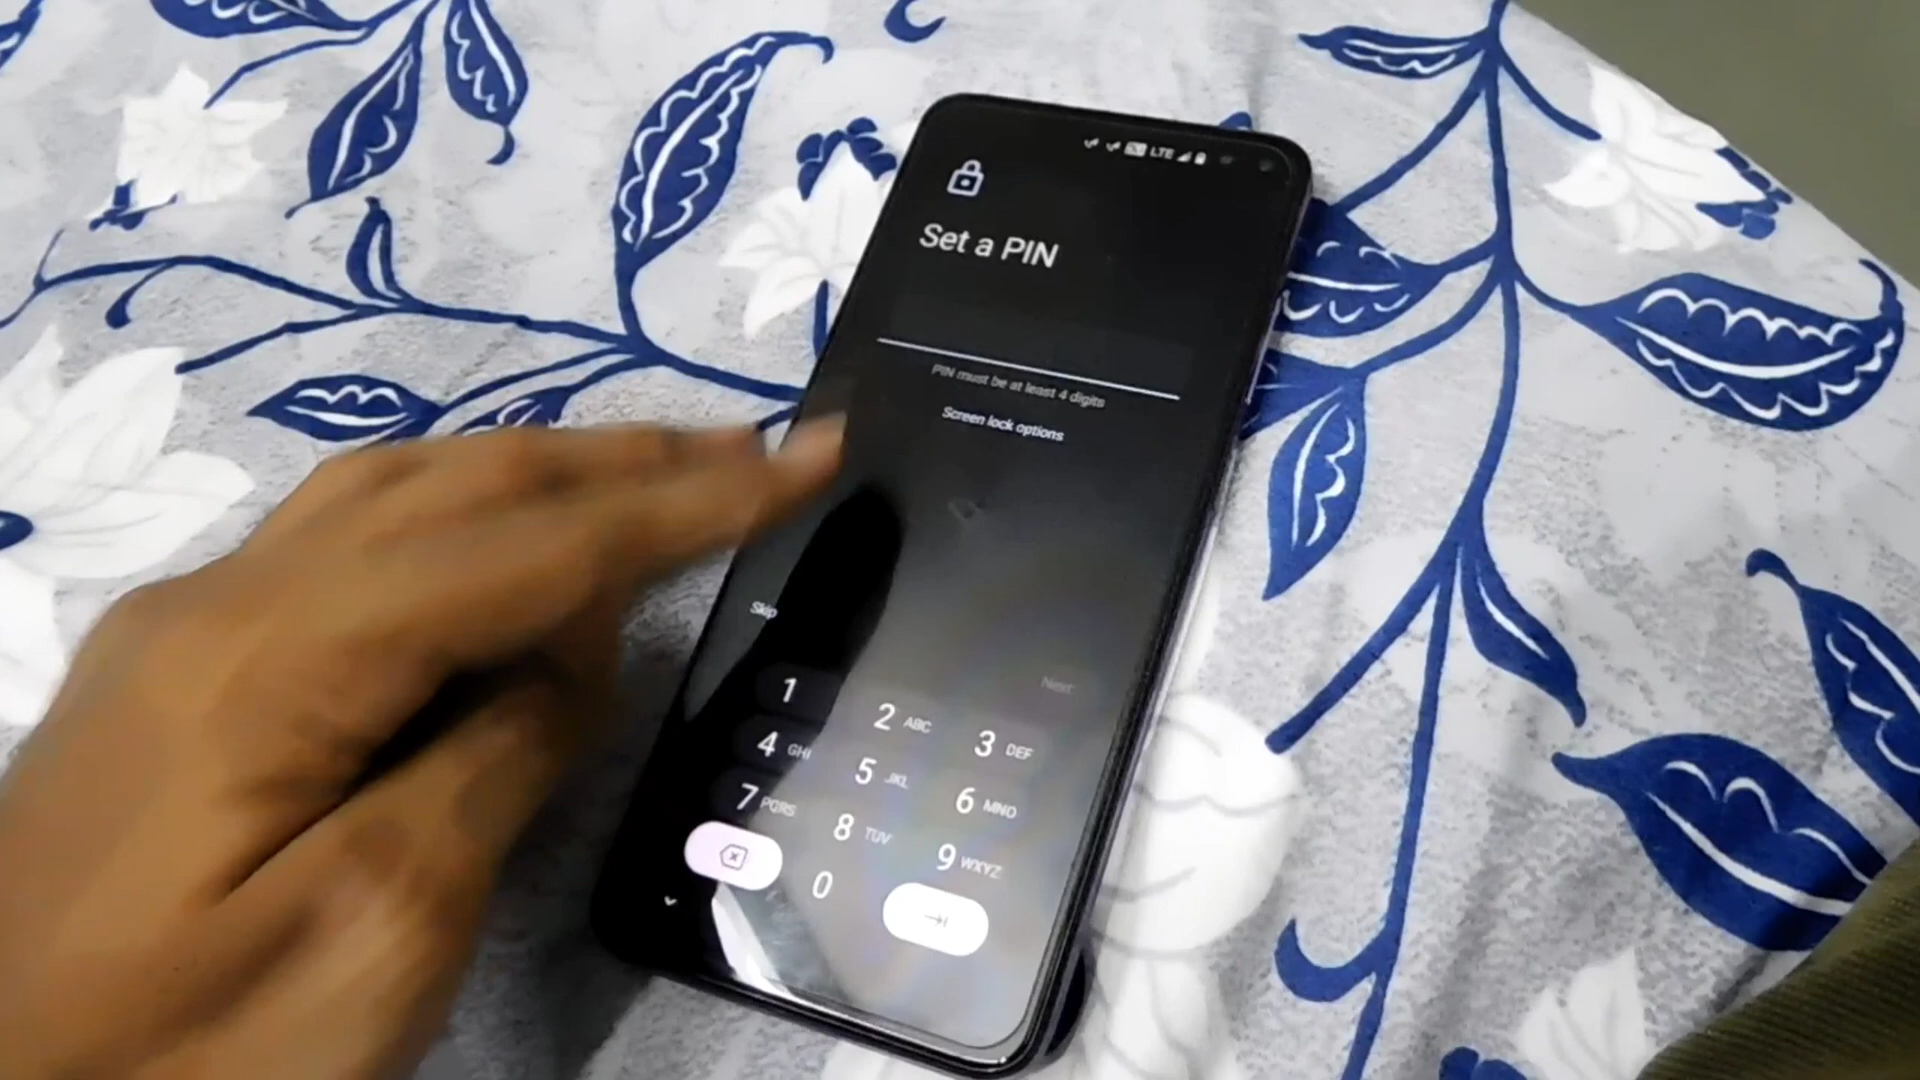 LTE
Set a PIN
PIN must be at least 4 digits
Screen lock options
Skip
Next
1
2 ABC
3 DEF
4 GHI
5 JKL
6 MNO
7 PQRS
8 TUV
9 WXYZ
0